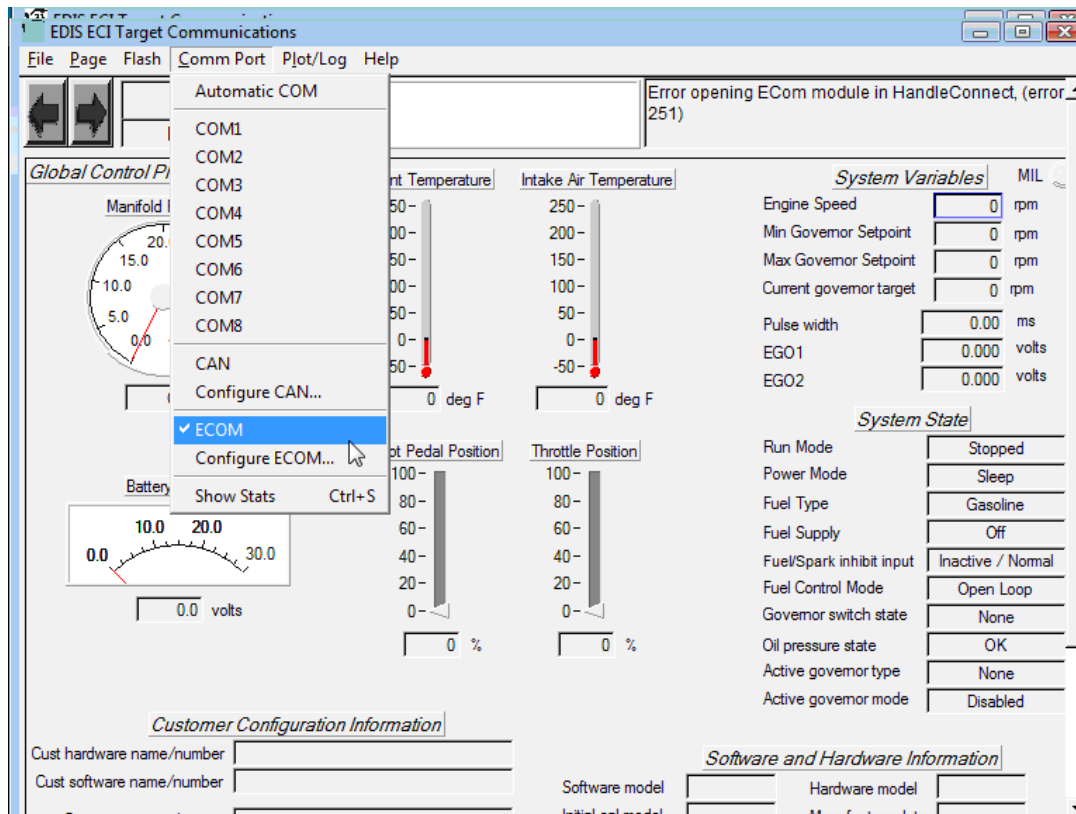 EDIS ECI Target Communications
File Page Flash Comm Port Plot/Log Help
Automatic COM
COM1
COM2
COM3
COM4
COM5
COM6
COM7
COM8
CAN
Configure CAN...
ECOM
Configure ECOM...
Show Stats Ctrl+S
Error opening ECom module in HandleConnect, (error
251)
Global Control
Manifold
20.
15.0
10.0
5.0
0.0
nt Temperature
50
00
50
00
50
0
50
0 deg F
Intake Air Temperature
250
200
150
100
50
0
-50
0 deg F
Battery
0.0 10.0 20.0 30.0
0.0 volts
ot Pedal Position
100
80
60
40
20
0
0 %
Throttle Position
100
80
60
40
20
0
0 %
System Variables MIL
Engine Speed 0 rpm
Min Governor Setpoint 0 rpm
Max Governor Setpoint 0 rpm
Current governor target 0 rpm
Pulse width 0.00 ms
EGO1 0.000 volts
EGO2 0.000 volts
System State
Run Mode Stopped
Power Mode Sleep
Fuel Type Gasoline
Fuel Supply Off
Fuel/Spark inhibit input Inactive / Normal
Fuel Control Mode Open Loop
Governor switch state None
Oil pressure state OK
Active governor type None
Active governor mode Disabled
Customer Configuration Information
Cust hardware name/number
Cust software name/number
Software and Hardware Information
Software model Hardware model